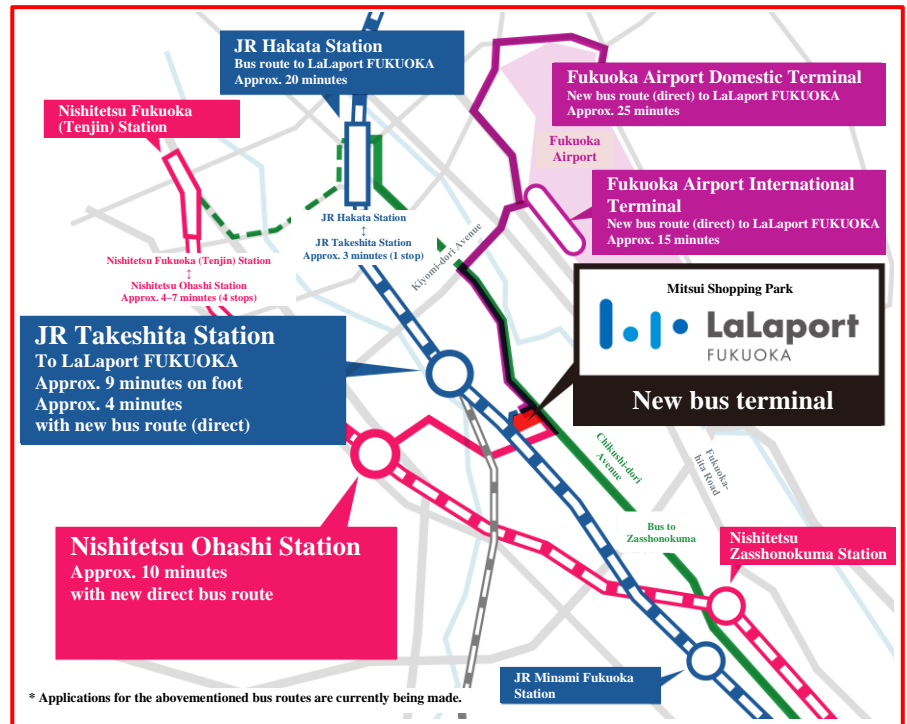 JR Hakata Station
Bus route to LaLaport FUKUOKA
Approx. 20 minutes
Nishitetsu Fukuoka
(Tenjin) Station
Fukuoka Airport Domestic Terminal
New bus route (direct) to LaLaport FUKUOKA
Approx. 25 minutes
Fukuoka
Airport
Fukuoka Airport International
Terminal
New bus route (direct) to LaLaport FUKUOKA
Approx. 15 minutes
JR Hakata Station
↕
JR Takeshita Station
Approx. 3 minutes (1 stop)
Kiyomi-dori Avenue
Nishitetsu Fukuoka (Tenjin) Station
↕
Nishitetsu Ohashi Station
Approx. 4–7 minutes (4 stops)
Mitsui Shopping Park
LaLaport
FUKUOKA
New bus terminal
JR Takeshita Station
To LaLaport FUKUOKA
Approx. 9 minutes on foot
Approx. 4 minutes
with new bus route (direct)
Chikushi-dori
Avenue
Fukuoka-
hita Road
Nishitetsu Ohashi Station
Approx. 10 minutes
with new direct bus route
Bus to
Zasshonokuma
Nishitetsu
Zasshonokuma Station
JR Minami Fukuoka
Station
* Applications for the abovementioned bus routes are currently being made.